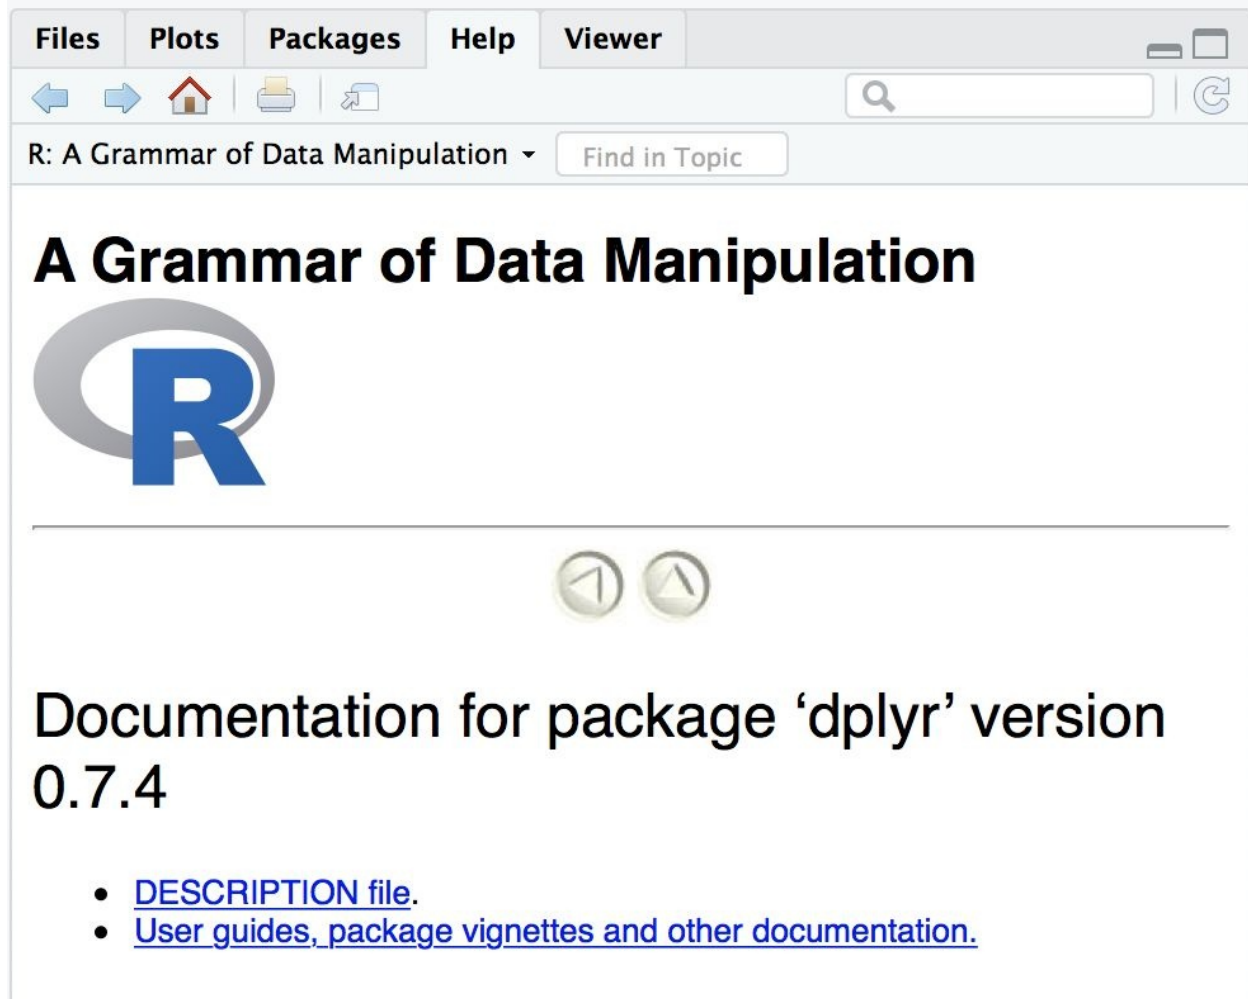 Files Plots Packages Help Viewer
R: A Grammar of Data Manipulation Find in Topic
A Grammar of Data Manipulation
R
Documentation for package ‘dplyr’ version
0.7.4
• DESCRIPTION file.
• User guides, package vignettes and other documentation.